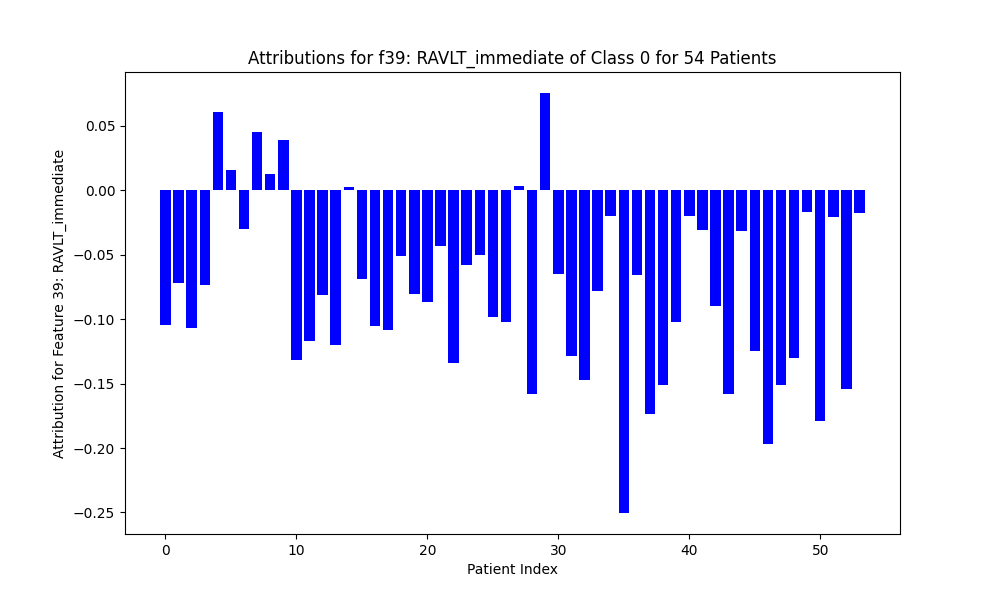 Attributions for f39: RAVLT_immediate of Class 0 for 54 Patients
Attribution for Feature 39: RAVLT_immediate
0.05
0.00
−0.05
−0.10
−0.15
−0.20
−0.25
0 10 20 30 40 50
Patient Index